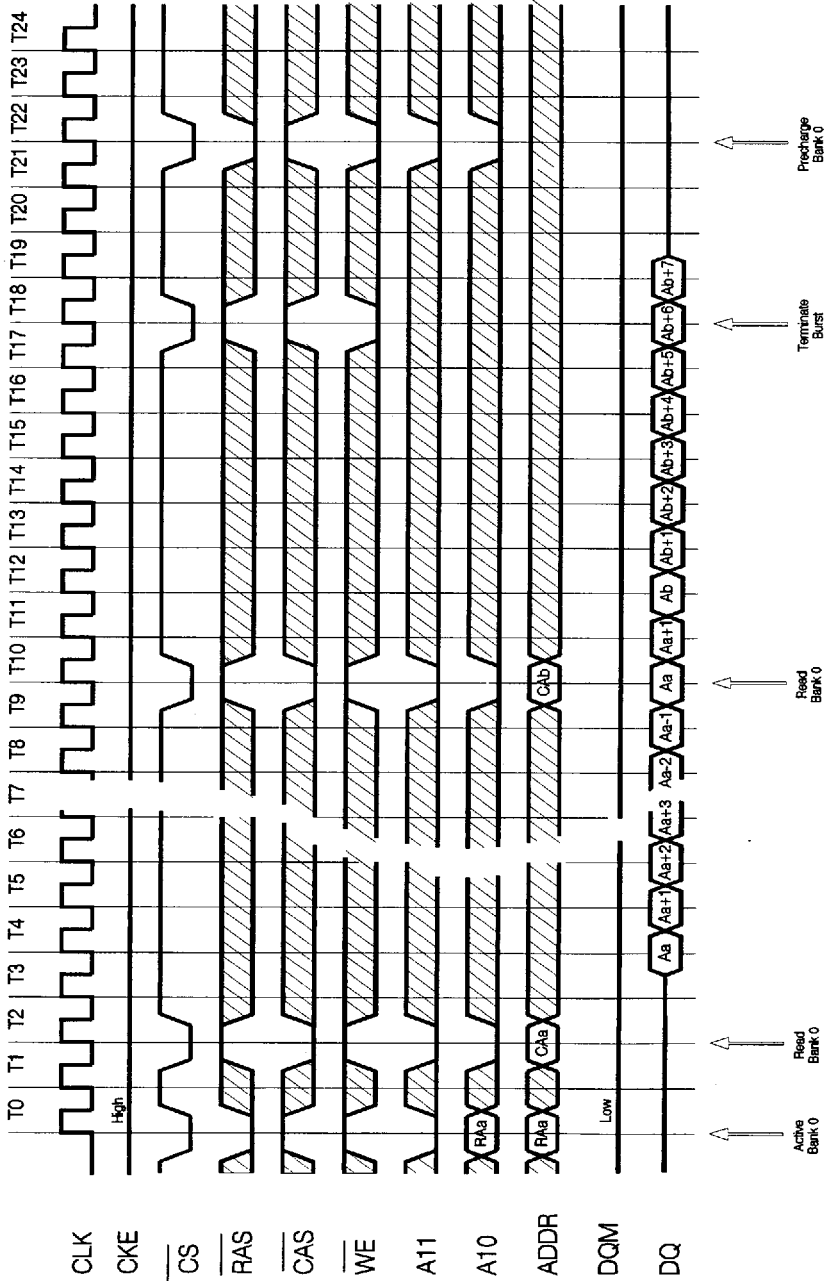 T0 T1 T2 T3 T4 T5 T6 T7 T8 T9 T10 T11 T12 T13 T14 T15 T16 T17 T18 T19 T20 T21 T22 T23 T24
CLK
CKE High
CS
RAS
CAS
WE
A11
A10 RAa
ADDR RAa CAa CAb
DQM Low
DQ Aa Aa+1 Aa+2 Aa+3 Aa-2 Aa-1 Aa Aa+1 Ab Ab+1 Ab+2 Ab+3 Ab+4 Ab+5 Ab+6 Ab+7
Active
Bank 0
Read
Bank 0
Read
Bank 0
Terminate
Burst
Precharge
Bank 0